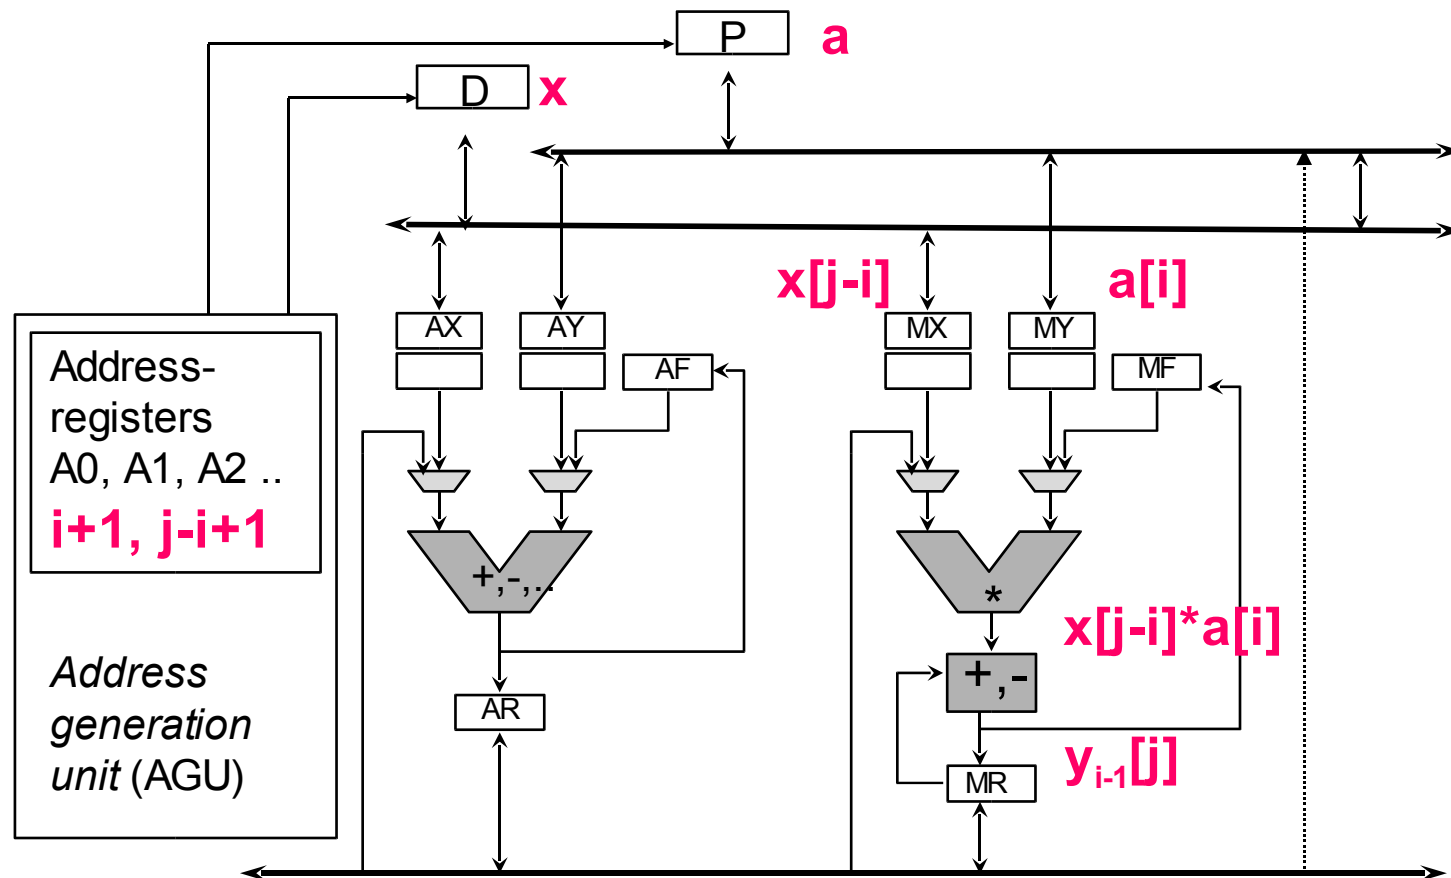 P a
D x
x[j-i] a[i]
AX AY MX MY
AF MF
Address-
registers
A0, A1, A2 ..
i+1, j-i+1
+,-,..
*
x[j-i]*a[i]
+,-
Address
generation
unit (AGU)
AR
yi-1[j]
MR